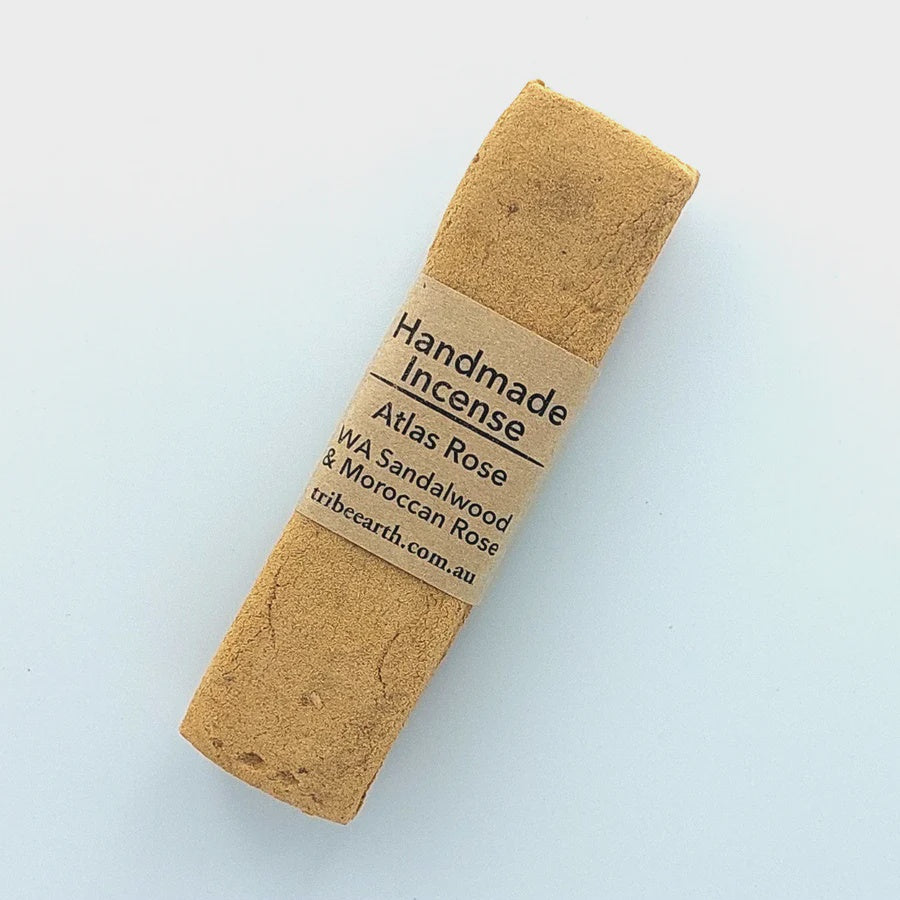 Handmade
Incense
Atlas Rose
WA Sandalwood
& Moroccan Rose
tribeearth.com.au